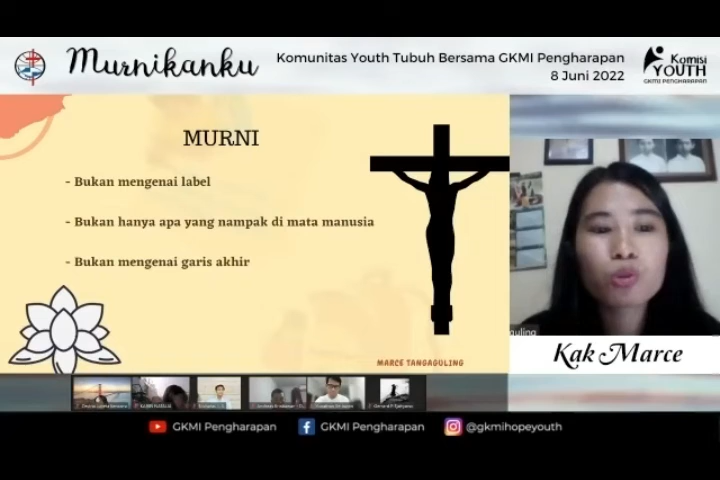 Murnikanku
Komunitas Youth Tubuh Bersama GKMI Pengharapan
8 Juni 2022
Komisi
YOUTH
GKMI PENGHARAPAN
MURNI
- Bukan mengenai label
- Bukan hanya apa yang nampak di mata manusia
- Bukan mengenai garis akhir
MARCE TANGAGULING
Kak Marce
GKMI Pengharapan
GKMI Pengharapan
@gkmihopeyouth